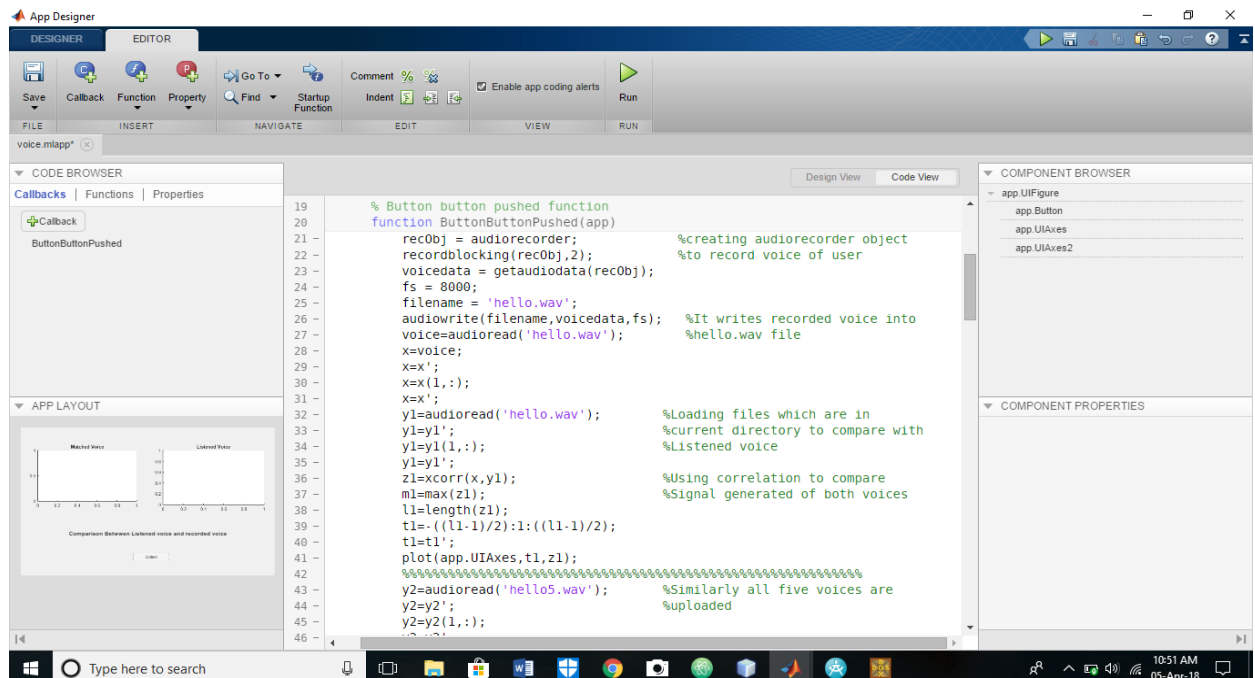 App Designer
DESIGNER EDITOR
Save Callback Function Property Go To Find Startup Function Comment Indent Enable app coding alerts Run
FILE INSERT NAVIGATE EDIT VIEW RUN
voice.mlapp*
CODE BROWSER
Callbacks | Functions | Properties
Callback
ButtonButtonPushed
APP LAYOUT
Matched Voice Listened Voice
Comparison Between Listened voice and recorded voice
Design View Code View
19 % Button button pushed function
20 function ButtonButtonPushed(app)
21 - recObj = audiorecorder; %creating audiorecorder object
22 - recordblocking(recObj,2); %to record voice of user
23 - voicedata = getaudiodata(recObj);
24 - fs = 8000;
25 - filename = 'hello.wav';
26 - audiowrite(filename,voicedata,fs); %It writes recorded voice into
27 - voice=audioread('hello.wav'); %hello.wav file
28 - x=voice;
29 - x=x';
30 - x=x(1,:);
31 - x=x';
32 - y1=audioread('hello.wav'); %Loading files which are in
33 - y1=y1'; %current directory to compare with
34 - y1=y1(1,:); %Listened voice
35 - y1=y1';
36 - z1=xcorr(x,y1); %Using correlation to compare
37 - m1=max(z1); %Signal generated of both voices
38 - l1=length(z1);
39 - t1=-((l1-1)/2):1:((l1-1)/2);
40 - t1=t1';
41 - plot(app.UIAxes,t1,z1);
42 %%%%%%%%%%%%%%%%%%%%%%%%%%%%%%%%%%%%%%%%%%%%%%%%%%%%%%%%%%%%%
43 - y2=audioread('hello5.wav'); %Similarly all five voices are
44 - y2=y2'; %uploaded
45 - y2=y2(1,:);
46 -
COMPONENT BROWSER
app.UIFigure
app.Button
app.UIAxes
app.UIAxes2
COMPONENT PROPERTIES
Type here to search
10:51 AM
05-Apr-18